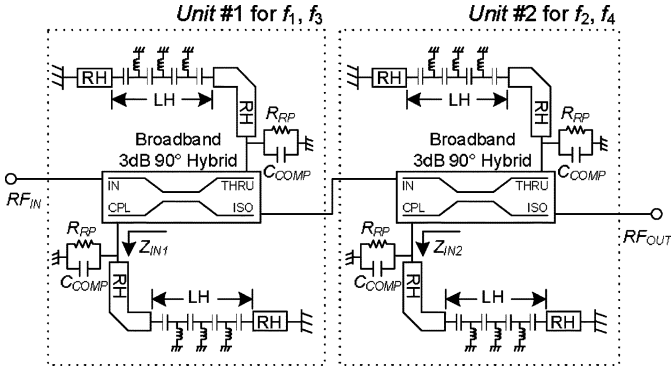 Unit #1 for f1, f3
Unit #2 for f2, f4
RH
LH
RH
RRP
CCOMP
Broadband
3dB 90° Hybrid
IN
THRU
CPL
ISO
RFIN
RRP
CCOMP
ZIN1
RH
LH
RH
RH
LH
RH
RRP
CCOMP
Broadband
3dB 90° Hybrid
IN
THRU
CPL
ISO
RFOUT
RRP
CCOMP
ZIN2
RH
LH
RH